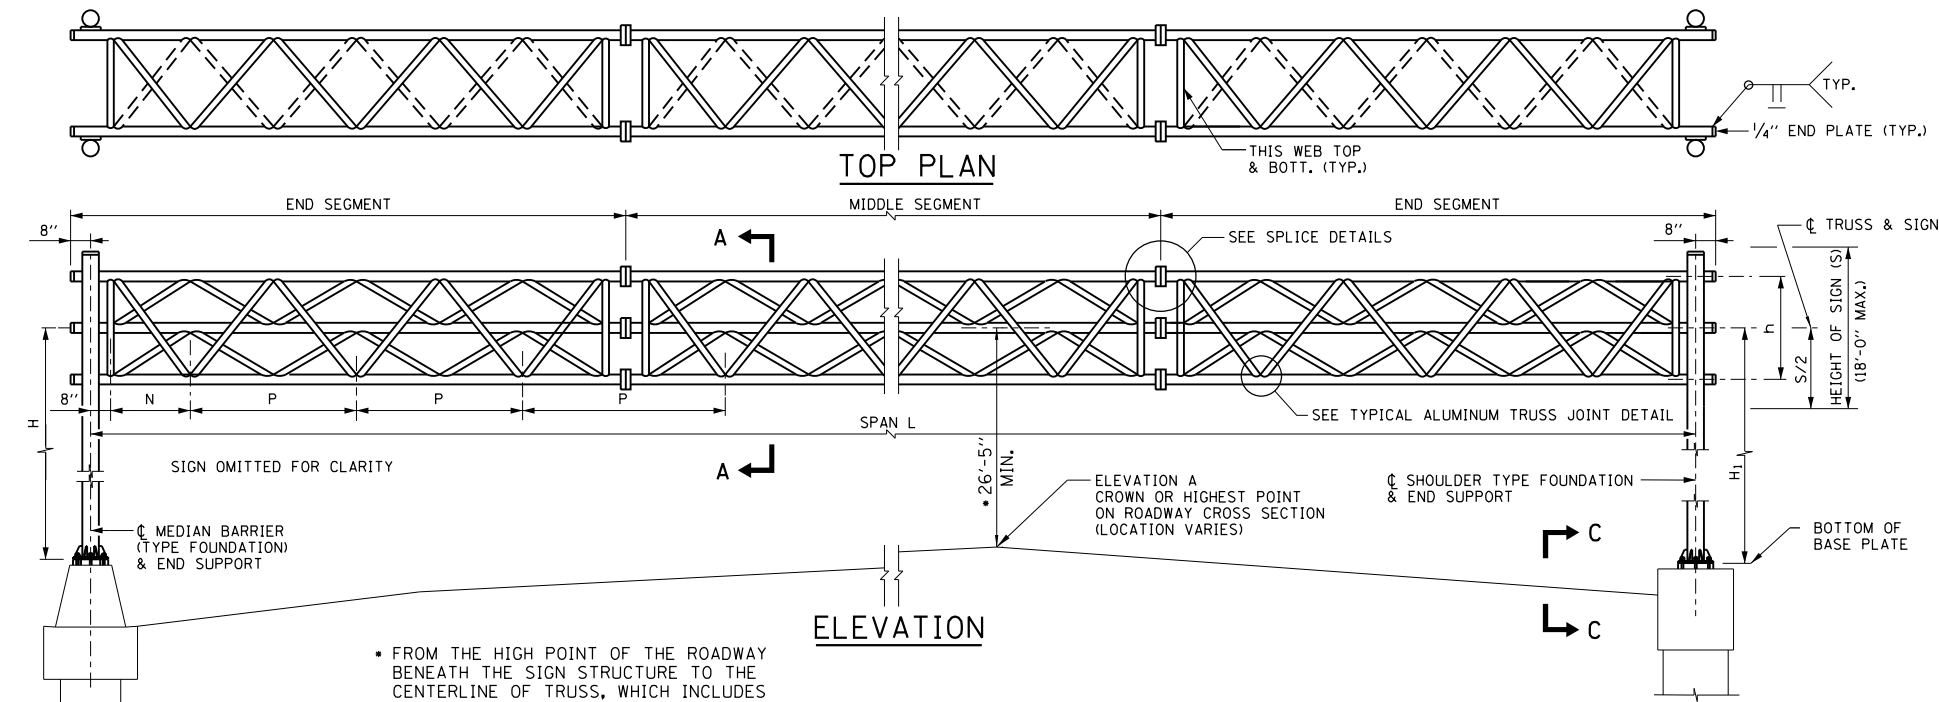 TYP.
1/4" END PLATE (TYP.)
THIS WEB TOP
& BOTT. (TYP.)
TOP PLAN
END SEGMENT
MIDDLE SEGMENT
END SEGMENT
8"
A
SEE SPLICE DETAILS
8"
℄ TRUSS & SIGN
HEIGHT OF SIGN (S)
(18'-0" MAX.)
h
S/2
8"
N
P
P
P
SEE TYPICAL ALUMINUM TRUSS JOINT DETAIL
H
SPAN L
A
SIGN OMITTED FOR CLARITY
*26'-5"
MIN.
ELEVATION A
CROWN OR HIGHEST POINT
ON ROADWAY CROSS SECTION
(LOCATION VARIES)
℄ SHOULDER TYPE FOUNDATION
& END SUPPORT
H1
℄ MEDIAN BARRIER
(TYPE FOUNDATION)
& END SUPPORT
C
BOTTOM OF
BASE PLATE
ELEVATION
C
* FROM THE HIGH POINT OF THE ROADWAY
BENEATH THE SIGN STRUCTURE TO THE
CENTERLINE OF TRUSS, WHICH INCLUDES